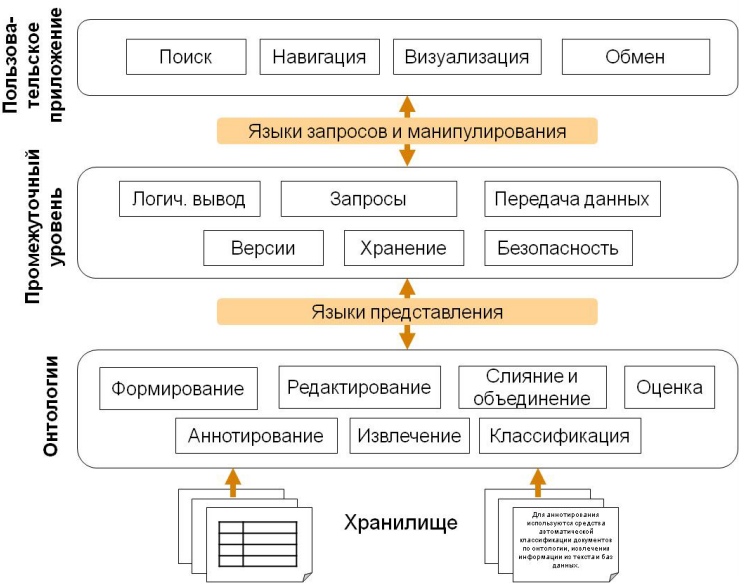 Пользова-
тельское
приложение
Поиск
Навигация
Визуализация
Обмен
Языки запросов и манипулирования
Промежуточный
уровень
Логич. вывод
Запросы
Передача данных
Версии
Хранение
Безопасность
Языки представления
Онтологии
Формирование
Редактирование
Слияние и
объединение
Оценка
Аннотирование
Извлечение
Классификация
Хранилище
Для аннотирования
используются средства
автоматической
классификации документов
по онтологии, извлечения
информации из текста и баз
данных.